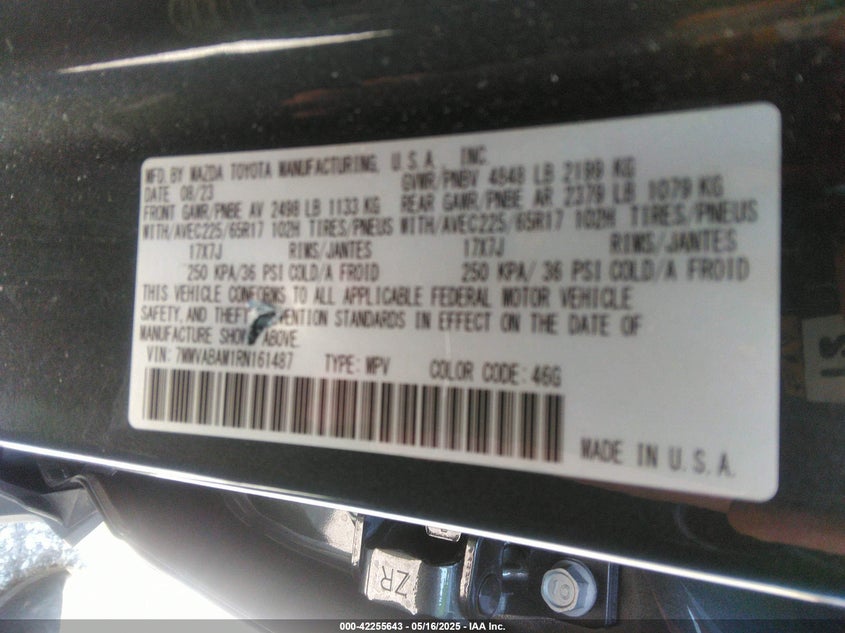 MFD. BY MAZDA TOYOTA MANUFACTURING, U.S.A., INC.
DATE 08/23 GVWR/PNBV 4848 LB 2199 KG
FRONT GAWR/PNBE AV 2498 LB 1133 KG REAR GAWR/PNBE AR 2379 LB 1079 KG
WITH/AVEC225/65R17 102H TIRES/PNEUS WITH/AVEC225/65R17 102H TIRES/PNEUS
17X7J RIMS/JANTES 17X7J RIMS/JANTES
250 KPA/36 PSI COLD/A FROID 250 KPA/ 36 PSI COLD/A FROID
THIS VEHICLE CONFORMS TO ALL APPLICABLE FEDERAL MOTOR VEHICLE
SAFETY, AND THEFT VENTION STANDARDS IN EFFECT ON THE DATE OF
MANUFACTURE SHOW ABOVE.
VIN: 7MMVABAM1RN161487 TYPE: MPV COLOR CODE: 46G
MADE IN U.S.A.
ZR
000-42255643 - 05/16/2025 - IAA Inc.